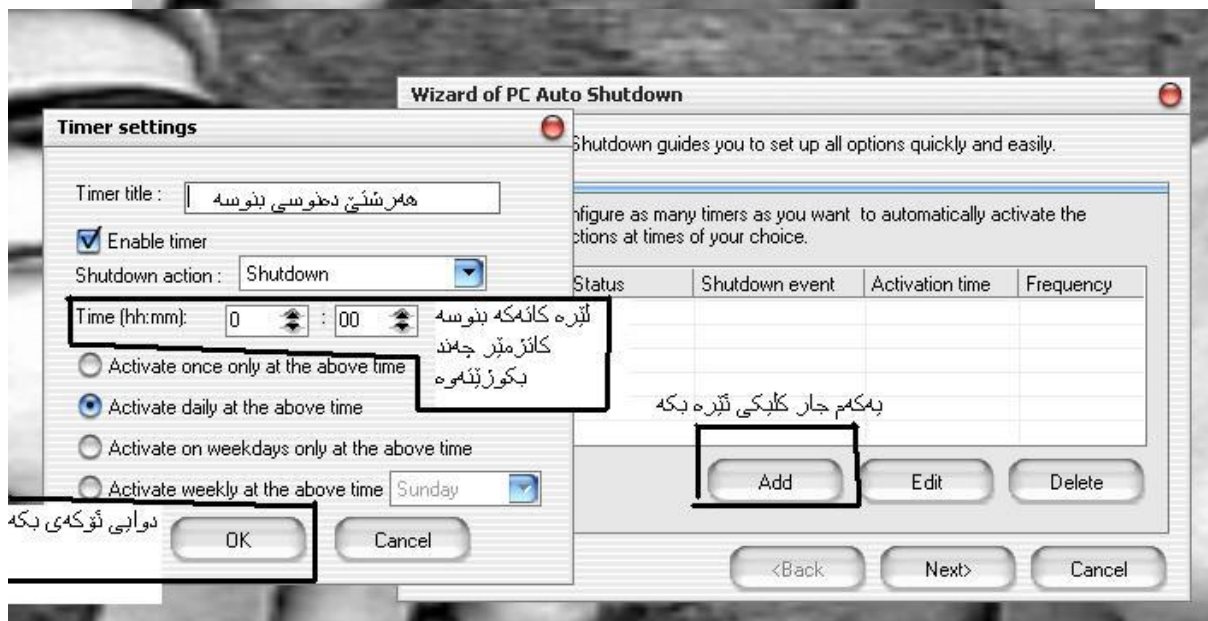 Wizard of PC Auto Shutdown
Shutdown guides you to set up all options quickly and easily.
nfigure as many timers as you want to automatically activate the
ctions at times of your choice.
Status Shutdown event Activation time Frequency
یەکەم جار کلیکی ئێرە بکە
Add Edit Delete
<Back Next> Cancel
Timer settings
Timer title : هەرشتێ دەنوسی بنوسە
Enable timer
Shutdown action : Shutdown
Time (hh:mm): 0 : 00
لێرە کاتەکە بنوسە
کاتژمێر چەند
بکوژێتەوە
Activate once only at the above time
Activate daily at the above time
Activate on weekdays only at the above time
Activate weekly at the above time Sunday
دوایی ئۆکەی بکە
OK Cancel